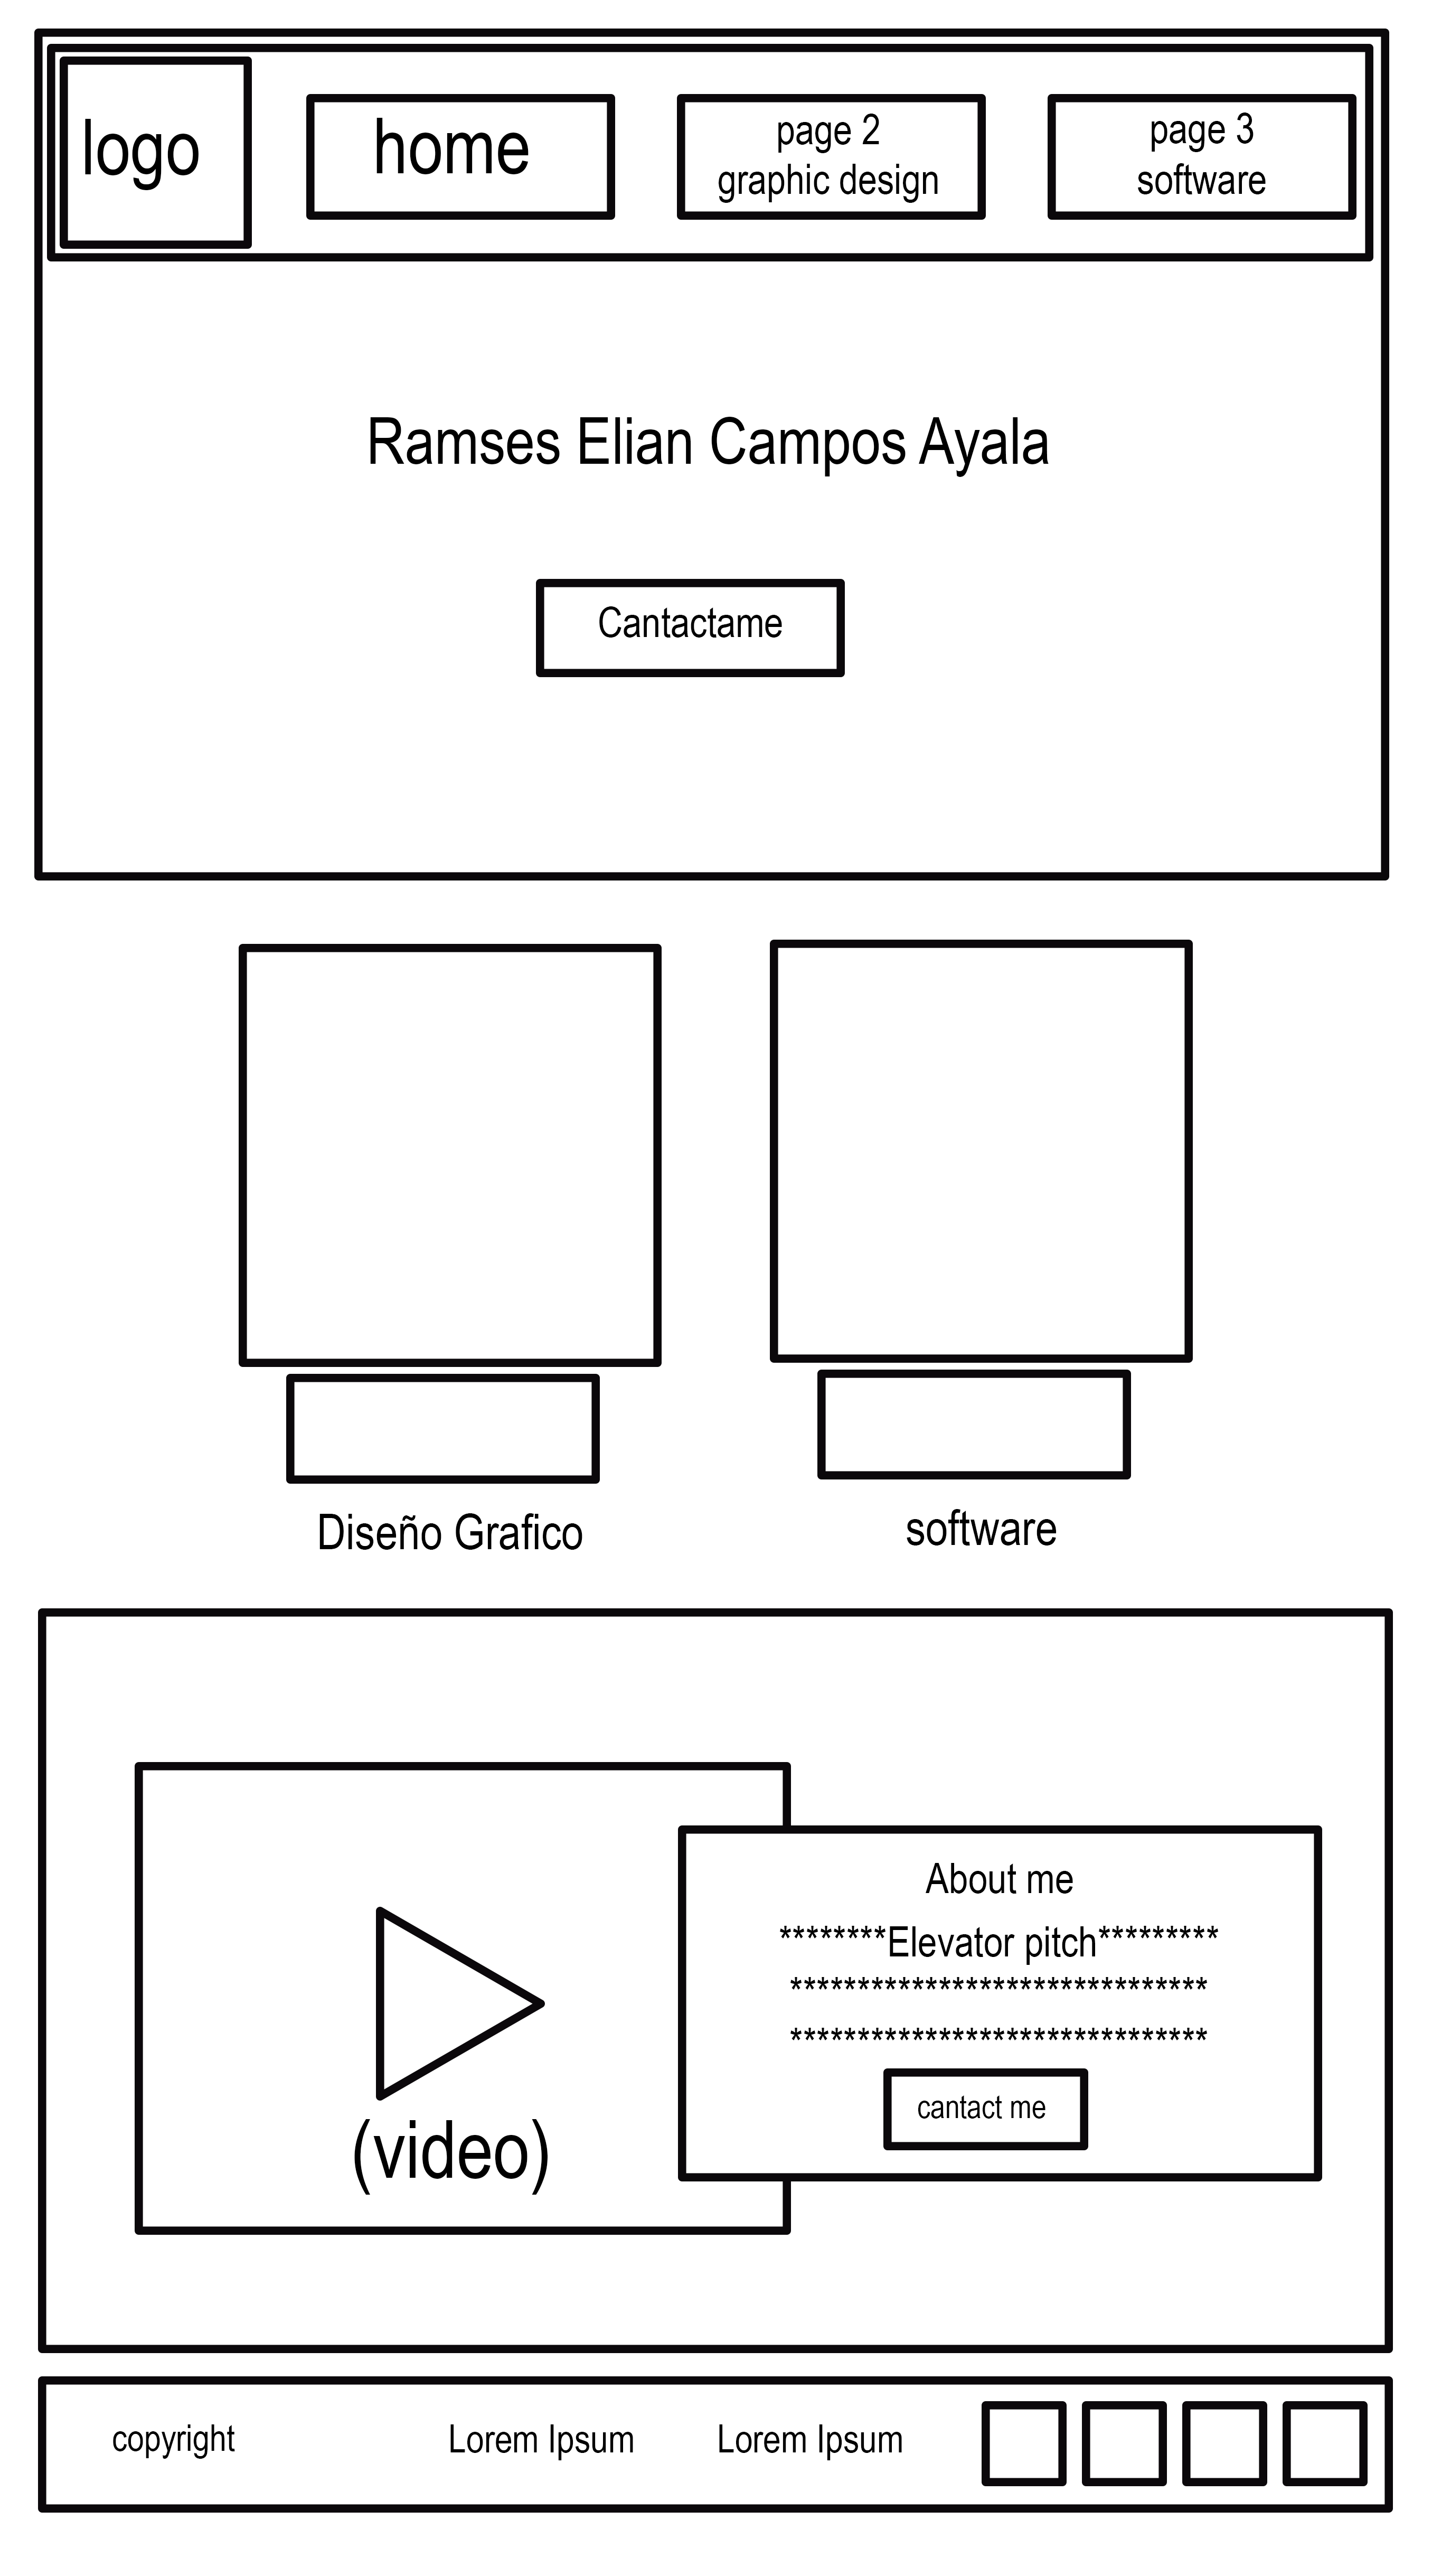 logo
home
page 2
graphic design
page 3
software
Ramses Elian Campos Ayala
Cantactame
Diseño Grafico
software
(video)
About me
********Elevator pitch*********
*******************************
*******************************
cantact me
copyright
Lorem Ipsum
Lorem Ipsum